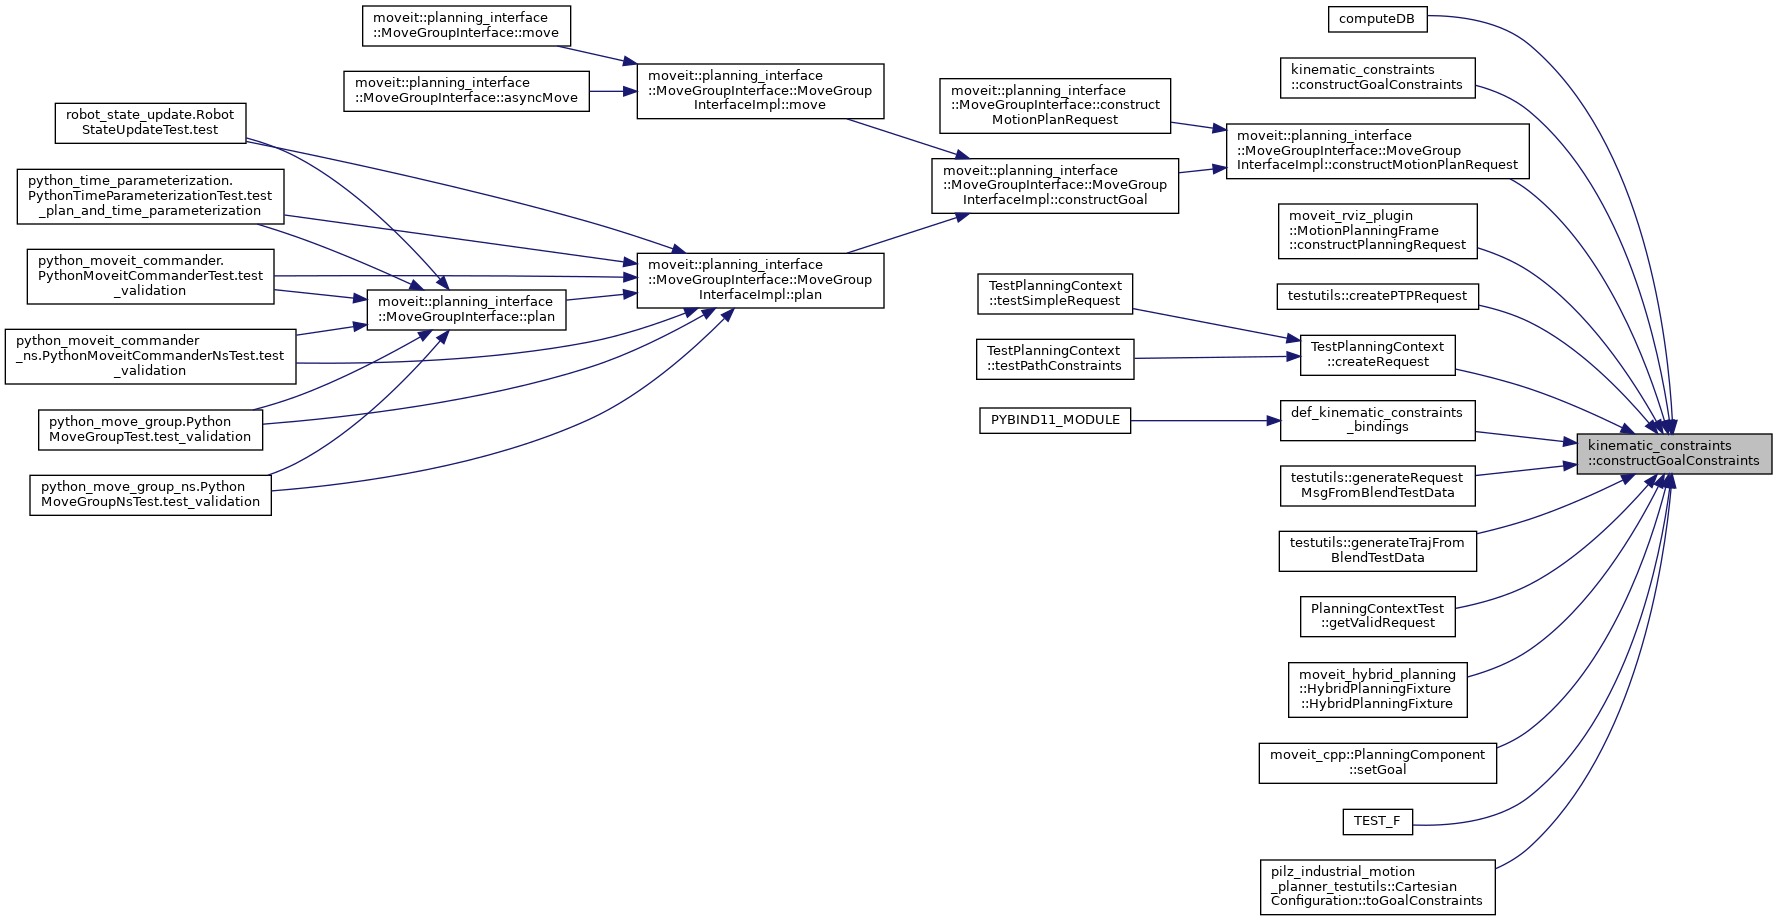 moveit::planning_interface
::MoveGroupInterface::move
moveit::planning_interface
::MoveGroupInterface::asyncMove
robot_state_update.Robot
StateUpdateTest.test
python_time_parameterization.
PythonTimeParameterizationTest.test
_plan_and_time_parameterization
python_moveit_commander.
PythonMoveitCommanderTest.test
_validation
python_moveit_commander
_ns.PythonMoveitCommanderNsTest.test
_validation
python_move_group.Python
MoveGroupTest.test_validation
python_move_group_ns.Python
MoveGroupNsTest.test_validation
moveit::planning_interface
::MoveGroupInterface::plan
moveit::planning_interface
::MoveGroupInterface::MoveGroup
InterfaceImpl::move
moveit::planning_interface
::MoveGroupInterface::MoveGroup
InterfaceImpl::plan
moveit::planning_interface
::MoveGroupInterface::construct
MotionPlanRequest
moveit::planning_interface
::MoveGroupInterface::MoveGroup
InterfaceImpl::constructGoal
TestPlanningContext
::testSimpleRequest
TestPlanningContext
::testPathConstraints
PYBIND11_MODULE
computeDB
kinematic_constraints
::constructGoalConstraints
moveit::planning_interface
::MoveGroupInterface::MoveGroup
InterfaceImpl::constructMotionPlanRequest
moveit_rviz_plugin
::MotionPlanningFrame
::constructPlanningRequest
testutils::createPTPRequest
TestPlanningContext
::createRequest
def_kinematic_constraints
_bindings
testutils::generateRequest
MsgFromBlendTestData
testutils::generateTrajFrom
BlendTestData
PlanningContextTest
::getValidRequest
moveit_hybrid_planning
::HybridPlanningFixture
::HybridPlanningFixture
moveit_cpp::PlanningComponent
::setGoal
TEST_F
pilz_industrial_motion
_planner_testutils::Cartesian
Configuration::toGoalConstraints
kinematic_constraints
::constructGoalConstraints